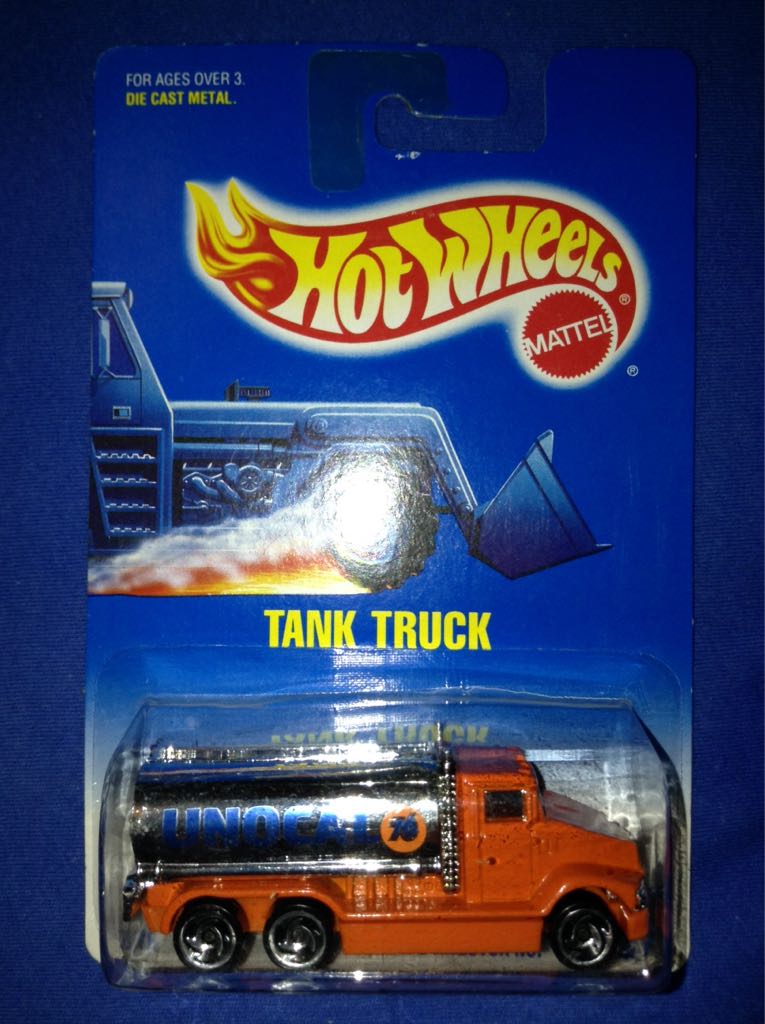 FOR AGES OVER 3.
DIE CAST METAL.
HOT WHEELS ®
MATTEL
®
TANK TRUCK
UNOCAL 76